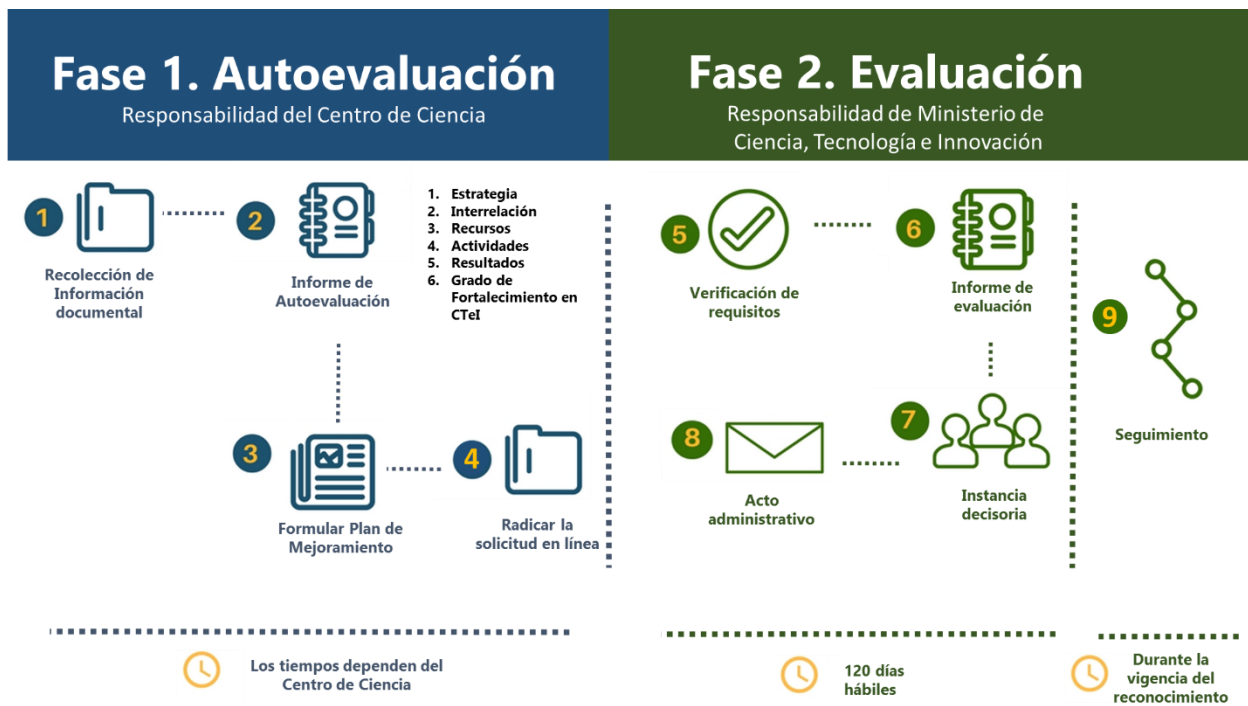 Fase 1. Autoevaluación
Responsabilidad del Centro de Ciencia
Fase 2. Evaluación
Responsabilidad de Ministerio de
Ciencia, Tecnología e Innovación
1
Recolección de
Información
documental
2
Informe de
Autoevaluación
1. Estrategia
2. Interrelación
3. Recursos
4. Actividades
5. Resultados
6. Grado de
Fortalecimiento en
CTeI
3
Formular Plan de
Mejoramiento
4
Radicar la
solicitud en línea
5
Verificación de
requisitos
6
Informe de
evaluación
7
Instancia
decisoria
8
Acto
administrativo
9
Seguimiento
Los tiempos dependen del
Centro de Ciencia
120 días
hábiles
Durante la
vigencia del
reconocimiento